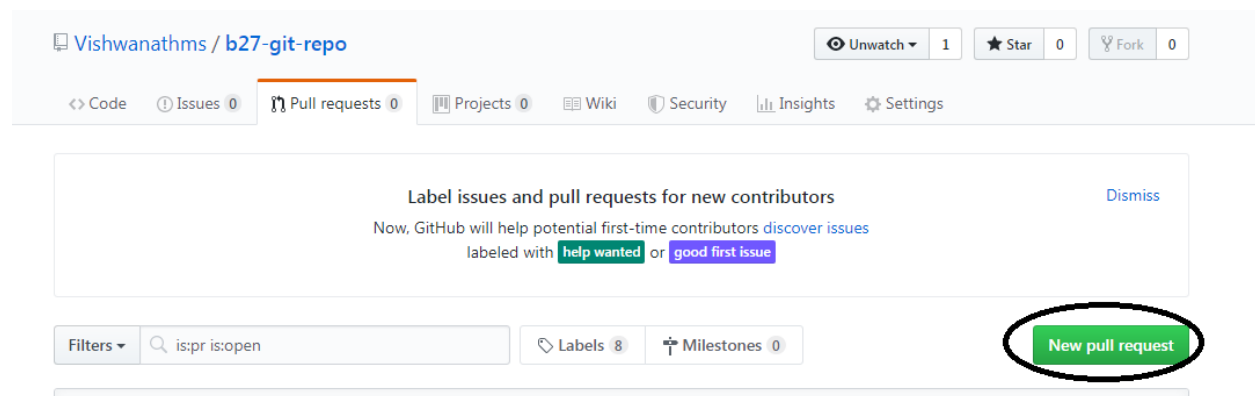 Vishwanathms / b27-git-repo
Unwatch 1 Star 0 Fork 0
Code Issues 0 Pull requests 0 Projects 0 Wiki Security Insights Settings
Label issues and pull requests for new contributors Dismiss
Now, GitHub will help potential first-time contributors discover issues
labeled with help wanted or good first issue
Filters is:pr is:open Labels 8 Milestones 0 New pull request